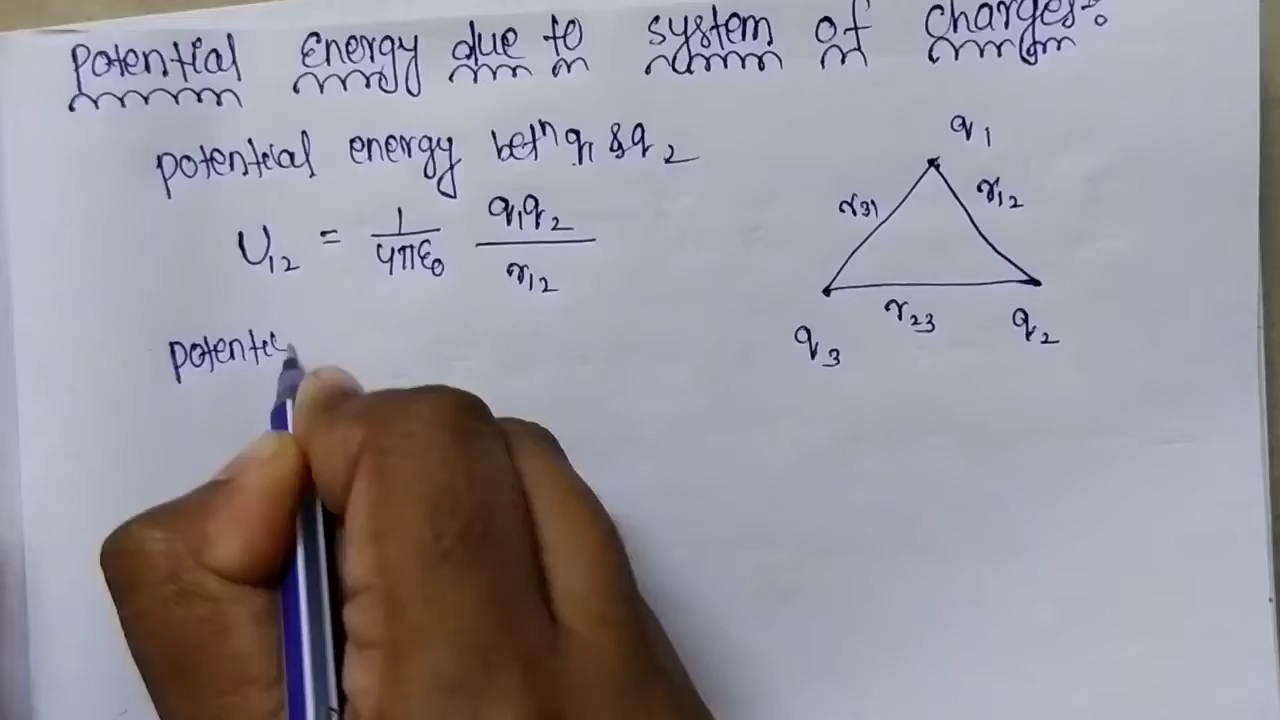 Potential Energy due to system of charges:
potential energy betⁿ q₁ & q₂
U₁₂ = 1/4πε₀ q₁q₂/r₁₂
potenti
q₁
r₃₁
r₁₂
r₂₃
q₃
q₂